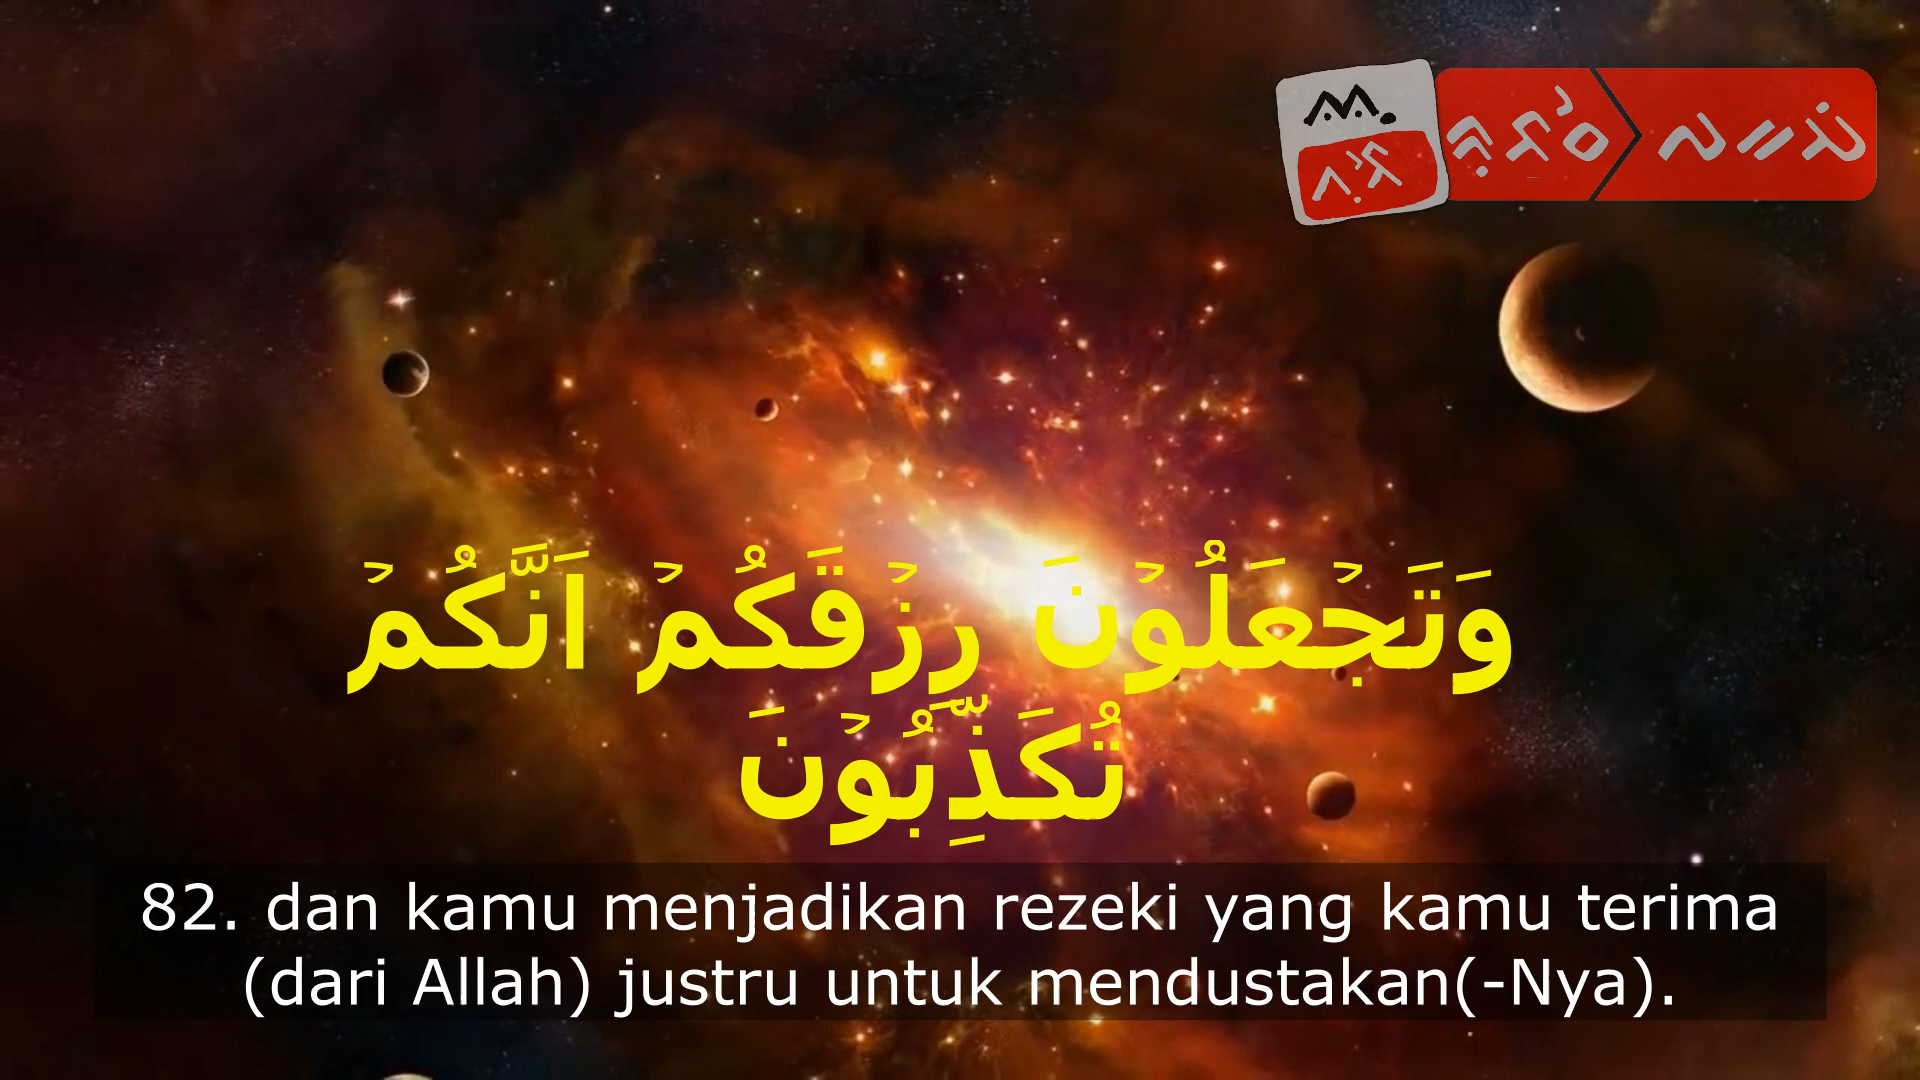 وَتَجۡعَلُوۡنَ رِزۡقَكُمۡ اَنَّكُمۡ
تُكَذِّبُوۡنَ
82. dan kamu menjadikan rezeki yang kamu terima
(dari Allah) justru untuk mendustakan(-Nya).